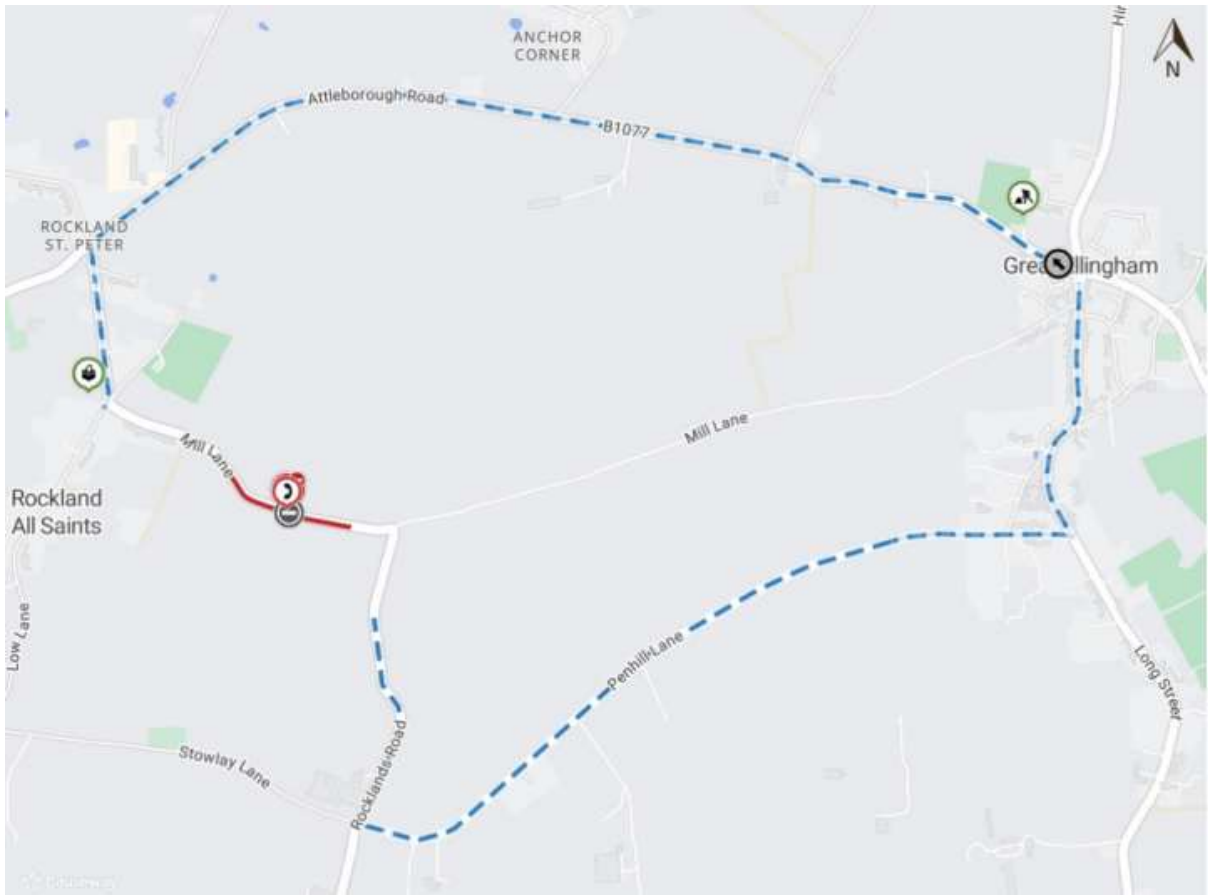 ANCHOR
CORNER
N
Attleborough Road
B1077
ROCKLAND
ST. PETER
Mill Lane
Mill Lane
Rockland
All Saints
Low Lane
Penhill Lane
Long Streer
Stowlay Lane
Rocklands Road